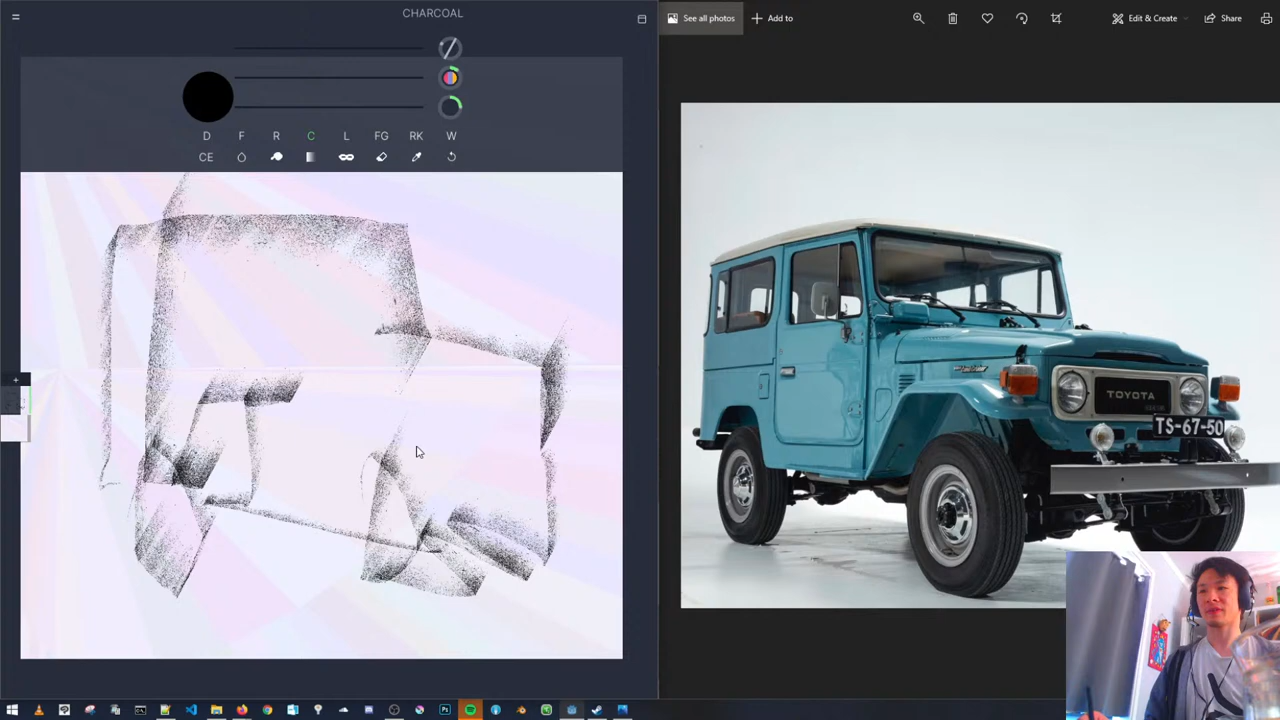 CHARCOAL
See all photos
Add to
Edit & Create
Share
D F R C L FG RK W
CE
TOYOTA
TS-67-50